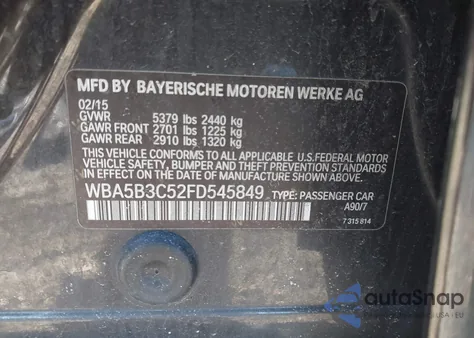 MFD BY BAYERISCHE MOTOREN WERKE AG
02/15
GVWR 5379 lbs 2440 kg
GAWR FRONT 2701 lbs 1225 kg
GAWR REAR 2910 lbs 1320 kg
THIS VEHICLE CONFORMS TO ALL APPLICABLE U.S. FEDERAL MOTOR
VEHICLE SAFETY, BUMPER, AND THEFT PREVENTION STANDARDS IN
EFFECT ON THE DATE OF MANUFACTURE SHOWN ABOVE.
WBA5B3C52FD545849 TYPE: PASSENGER CAR
A90/7
7 315 814
autoSnap